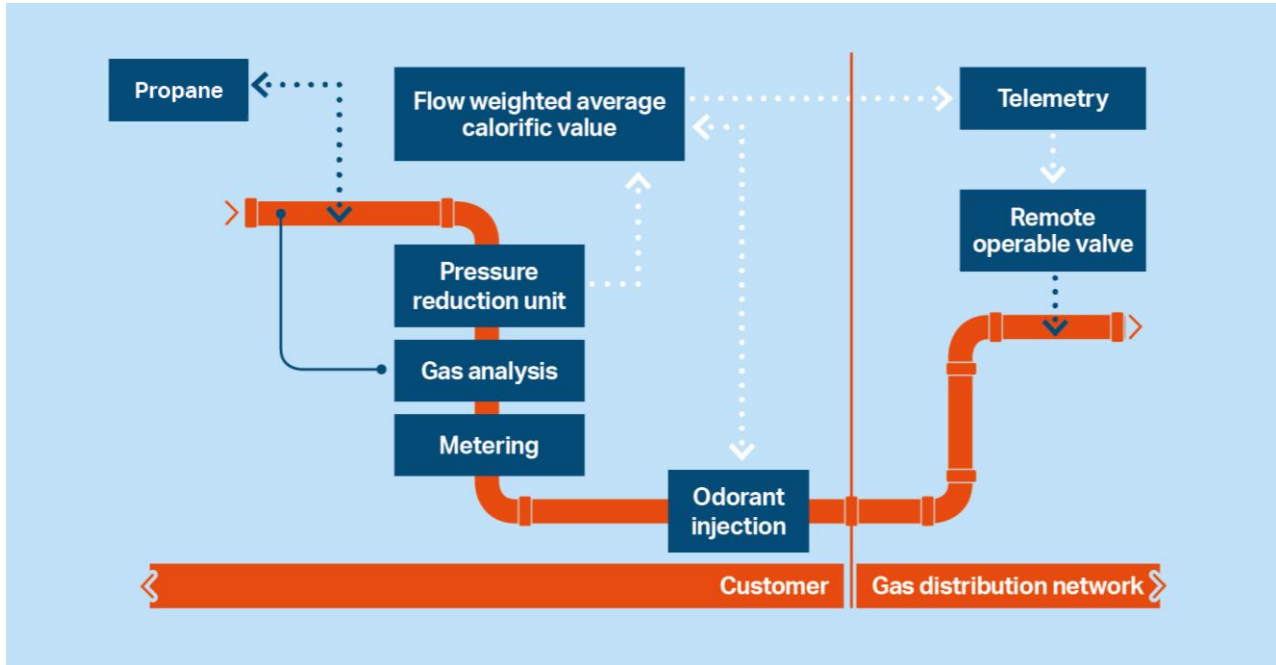 Propane
Flow weighted average
calorific value
Telemetry
Remote
operable valve
Pressure
reduction unit
Gas analysis
Metering
Odorant
injection
Customer
Gas distribution network